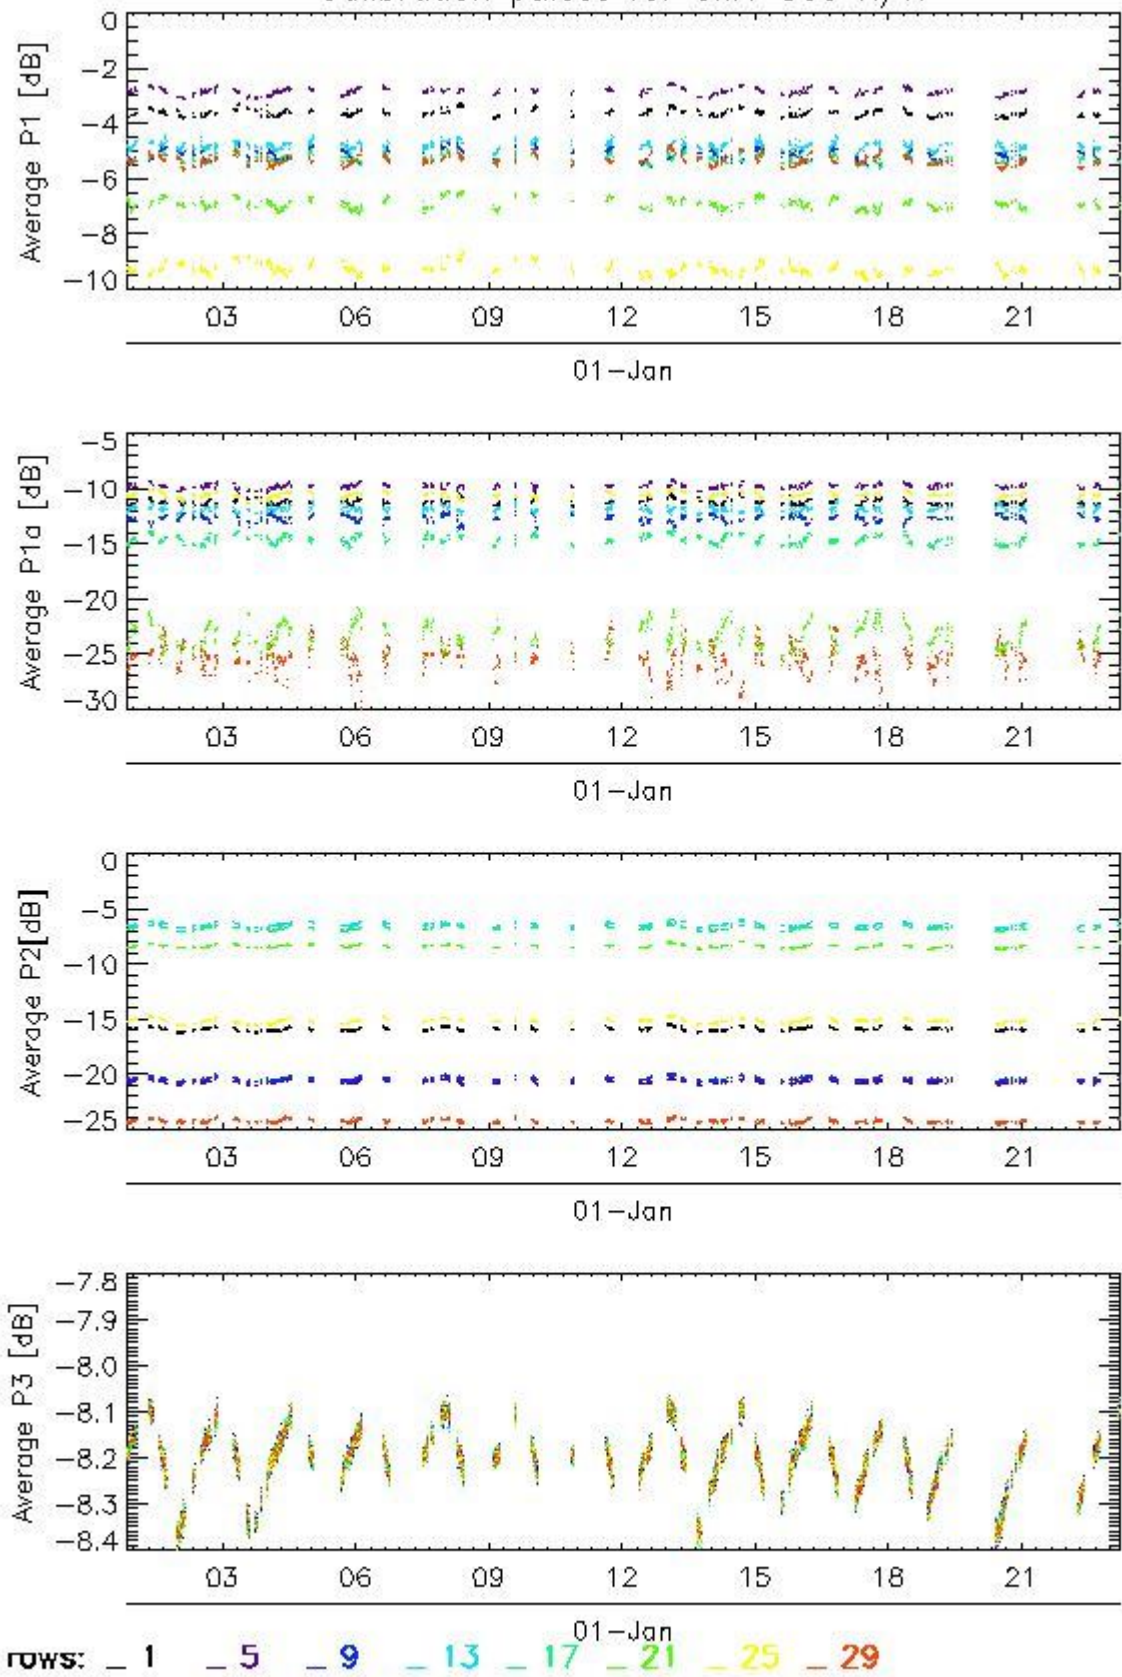 Average P1 [dB]
0
-2
-4
-6
-8
-10
03 06 09 12 15 18 21
01-Jan
Average P1a [dB]
-5
-10
-15
-20
-25
-30
03 06 09 12 15 18 21
01-Jan
Average P2[dB]
0
-5
-10
-15
-20
-25
03 06 09 12 15 18 21
01-Jan
Average P3 [dB]
-7.8
-7.9
-8.0
-8.1
-8.2
-8.3
-8.4
03 06 09 12 15 18 21
01-Jan
rows: _ 1 _ 5 _ 9 _ 13 _ 17 _ 21 _ 25 _ 29